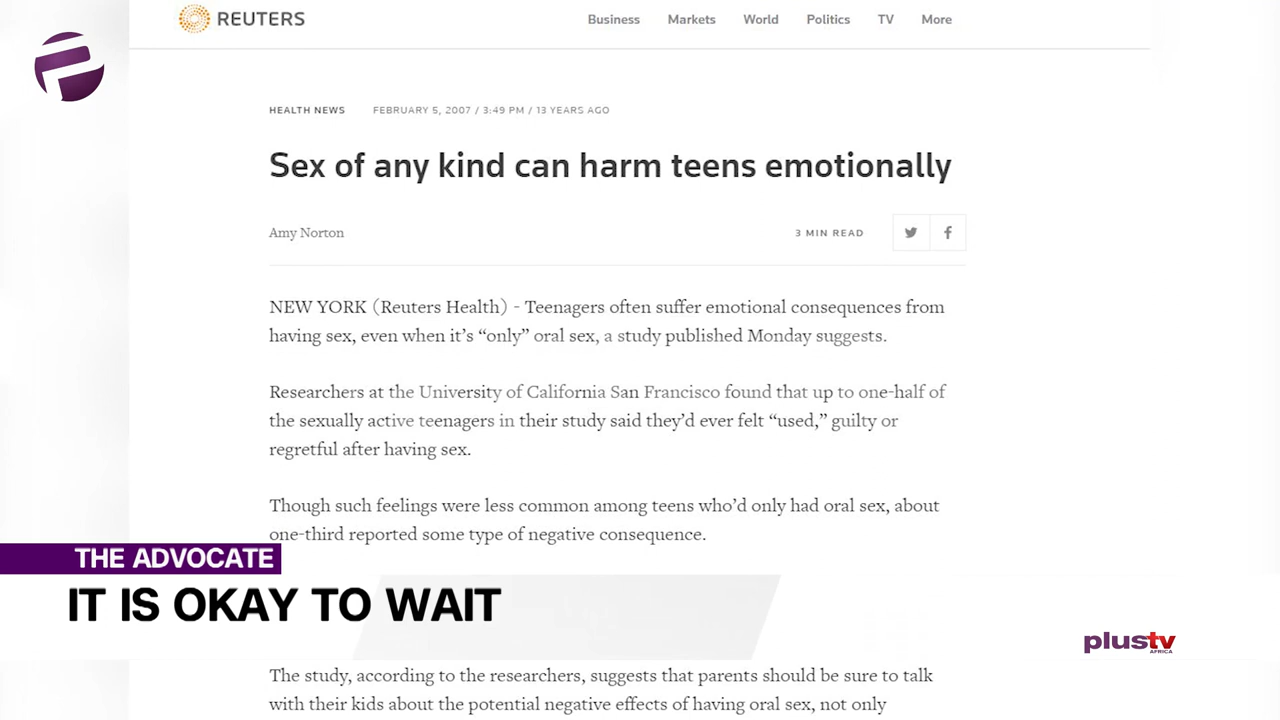 REUTERS
Business Markets World Politics TV More
HEALTH NEWS FEBRUARY 5, 2007 / 3:49 PM / 13 YEARS AGO
Sex of any kind can harm teens emotionally
Amy Norton
3 MIN READ
NEW YORK (Reuters Health) - Teenagers often suffer emotional consequences from
having sex, even when it’s “only” oral sex, a study published Monday suggests.
Researchers at the University of California San Francisco found that up to one-half of
the sexually active teenagers in their study said they’d ever felt “used,” guilty or
regretful after having sex.
Though such feelings were less common among teens who’d only had oral sex, about
one-third reported some type of negative consequence.
THE ADVOCATE
IT IS OKAY TO WAIT
plustv
AFRICA
The study, according to the researchers, suggests that parents should be sure to talk
with their kids about the potential negative effects of having oral sex, not only